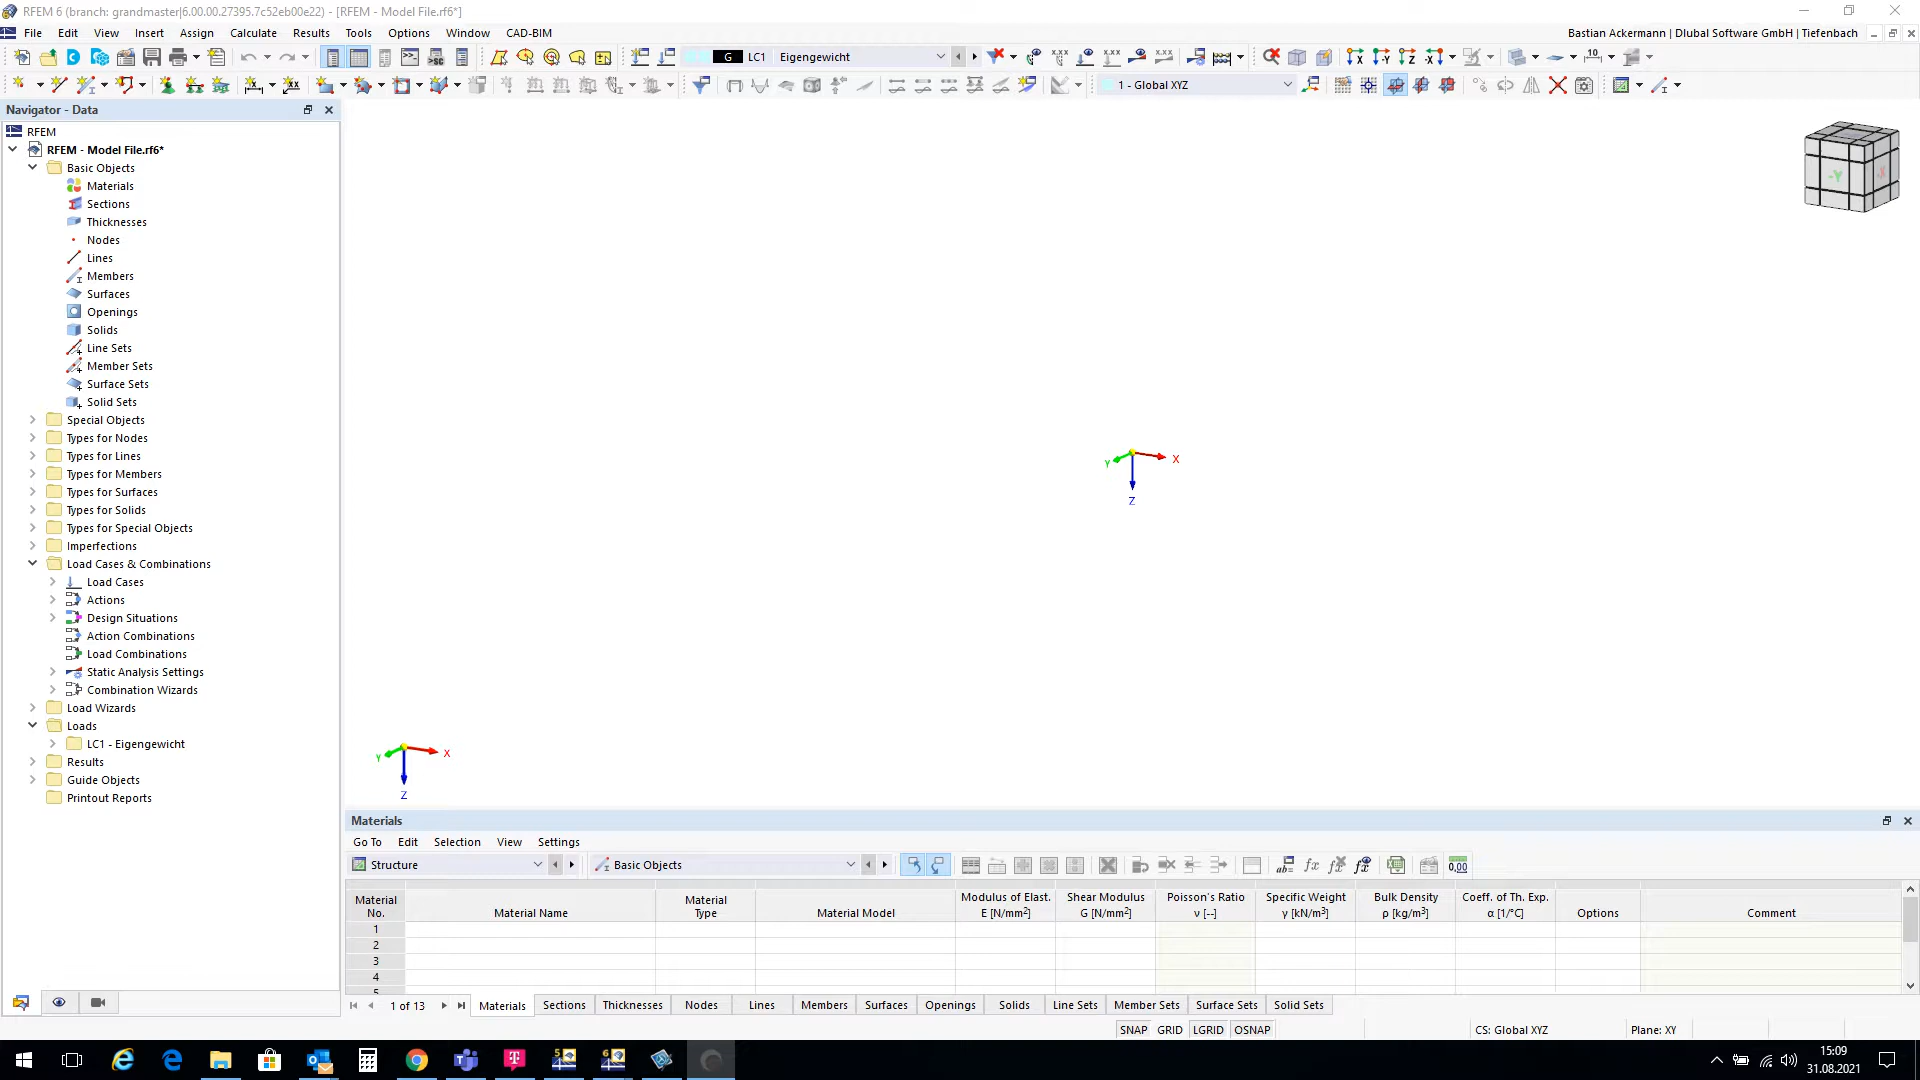 RFEM 6 (branch: grandmaster|6.00.00.27395.7c52eb00e22) - [RFEM - Model File.rf6*]
File Edit View Insert Assign Calculate Results Tools Options Window CAD-BIM
Bastian Ackermann | Dlubal Software GmbH | Tiefenbach
G LC1 Eigengewicht
1 - Global XYZ
Navigator - Data
RFEM
RFEM - Model File.rf6*
Basic Objects
Materials
Sections
Thicknesses
Nodes
Lines
Members
Surfaces
Openings
Solids
Line Sets
Member Sets
Surface Sets
Solid Sets
Special Objects
Types for Nodes
Types for Lines
Types for Members
Types for Surfaces
Types for Solids
Types for Special Objects
Imperfections
Load Cases & Combinations
Load Cases
Actions
Design Situations
Action Combinations
Load Combinations
Static Analysis Settings
Combination Wizards
Load Wizards
Loads
LC1 - Eigengewicht
Results
Guide Objects
Printout Reports
-Y -X
Y X
Z
Y X
Z
Materials
Go To Edit Selection View Settings
Structure Basic Objects
Material No. Material Name Material Type Material Model Modulus of Elast. E [N/mm²] Shear Modulus G [N/mm²] Poisson's Ratio ν [--] Specific Weight γ [kN/m³] Bulk Density ρ [kg/m³] Coeff. of Th. Exp. α [1/°C] Options Comment
1
2
3
4
5
1 of 13 Materials Sections Thicknesses Nodes Lines Members Surfaces Openings Solids Line Sets Member Sets Surface Sets Solid Sets
SNAP GRID LGRID OSNAP CS: Global XYZ Plane: XY
15:09
31.08.2021